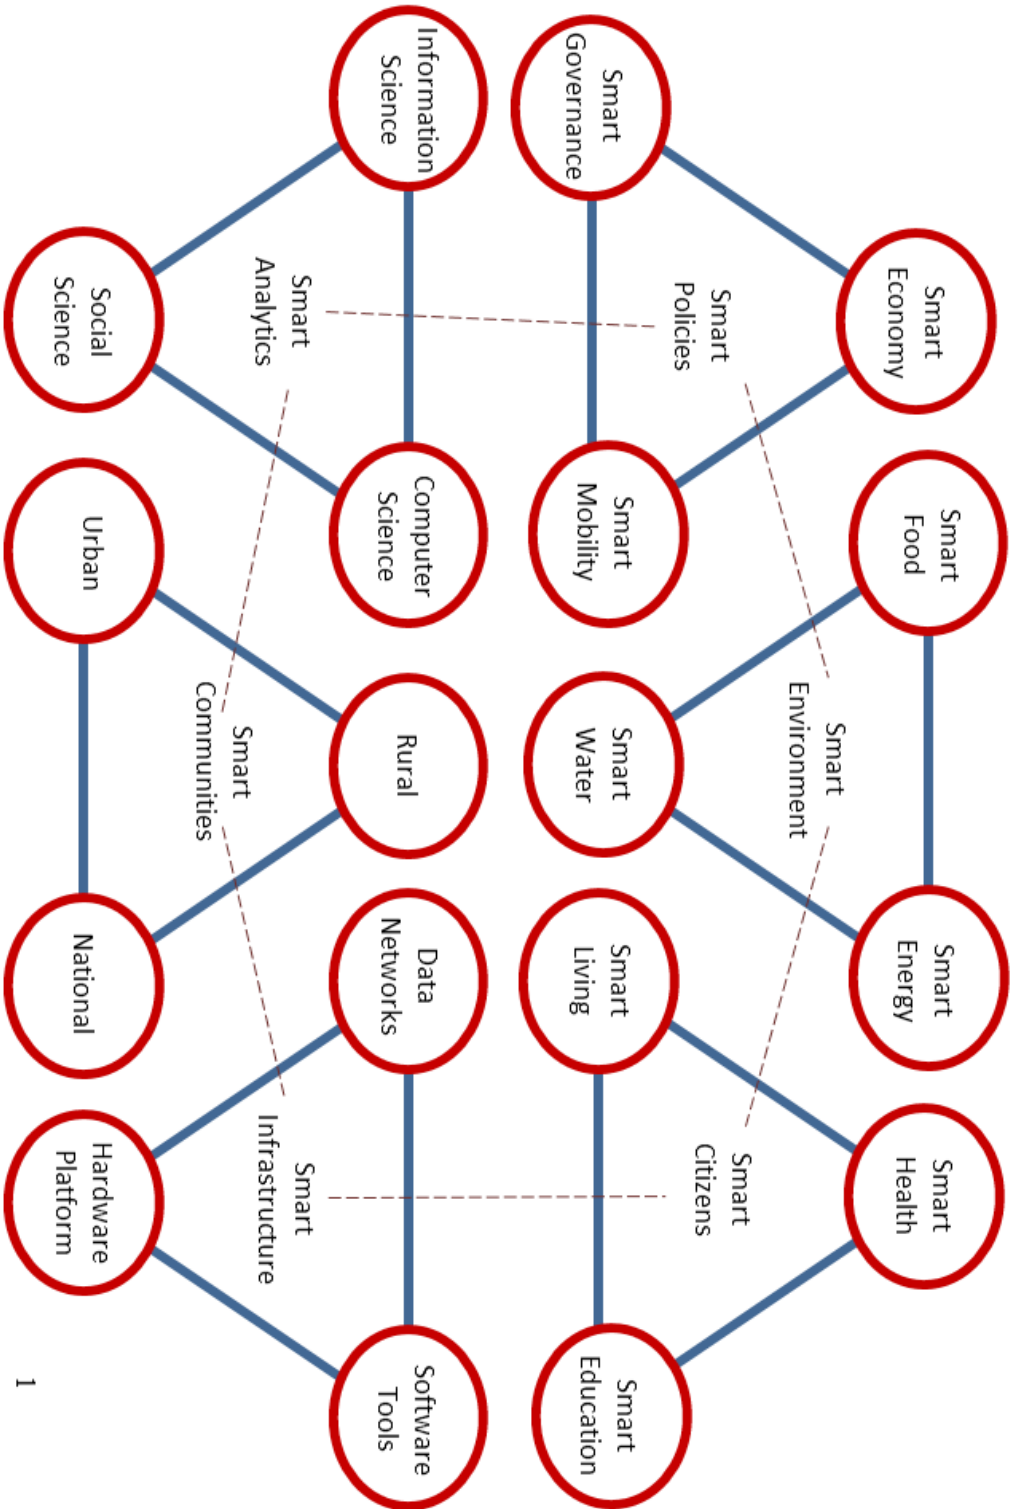 Smart
Economy
Smart
Food
Smart
Energy
Smart
Health
Smart
Environment
Smart
Policies
Smart
Citizens
Smart
Governance
Smart
Mobility
Smart
Water
Smart
Living
Smart
Education
Information
Science
Computer
Science
Rural
Data
Networks
Software
Tools
Smart
Analytics
Smart
Communities
Smart
Infrastructure
Social
Science
Urban
National
Hardware
Platform
1